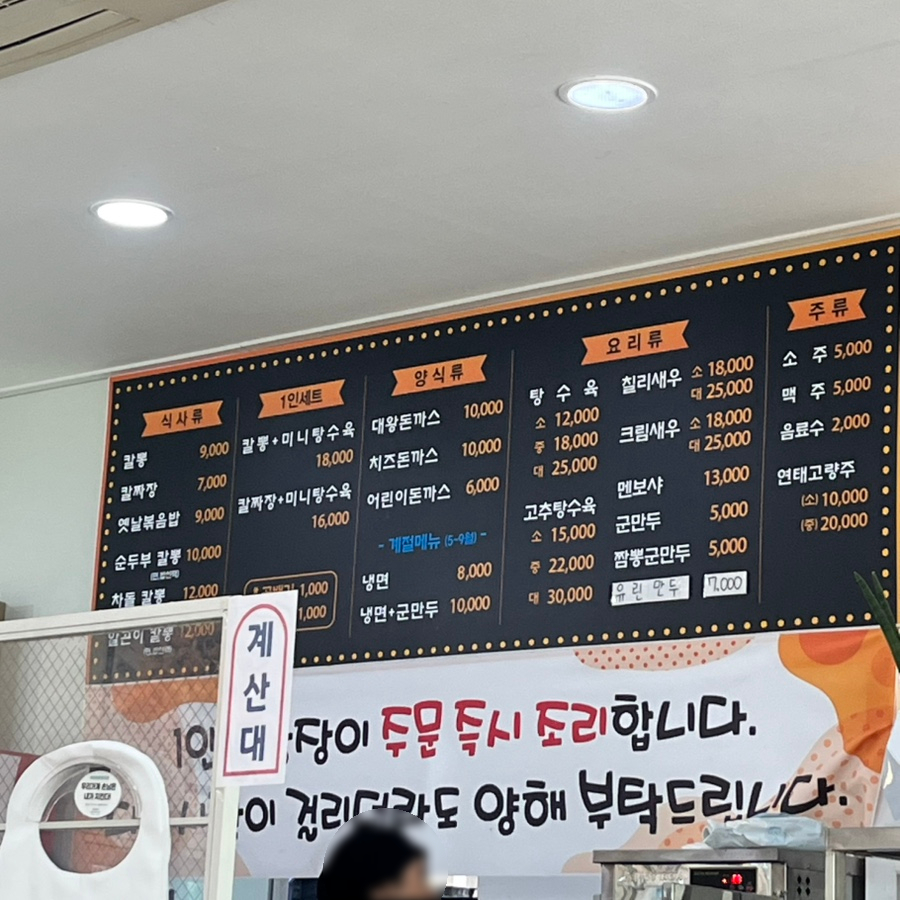 식사류
칼뽕 9,000
칼짜장 7,000
옛날볶음밥 9,000
순두부 칼뽕 10,000
차돌 칼뽕 12,000
칼뽕 12,000
1인세트
칼뽕+미니탕수육
18,000
칼짜장+미니탕수육
16,000
곱빼기 1,000
1,000
양식류
대왕돈까스 10,000
치즈돈까스 10,000
어린이돈까스 6,000
- 계절메뉴 (5~9월) -
냉면 8,000
냉면+군만두 10,000
요리류
탕 수 육
소 12,000
중 18,000
대 25,000
고추탕수육
소 15,000
중 22,000
대 30,000
칠리새우 소 18,000
대 25,000
크림새우 소 18,000
대 25,000
멘보샤 13,000
군만두 5,000
짬뽕군만두 5,000
유린만두 7.000
주류
소 주 5,000
맥 주 5,000
음료수 2,000
연태고량주
(소) 10,000
(중) 20,000
계산대
1인 주문 즉시 조리합니다.
걸리더라도 양해 부탁드립니다.